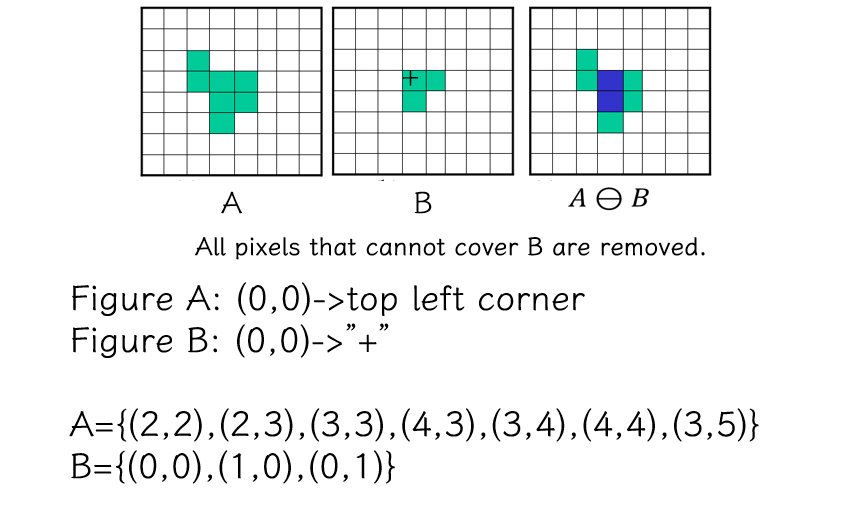 +
A B A ⊖ B
All pixels that cannot cover B are removed.
Figure A: (0,0)->top left corner
Figure B: (0,0)->"+"
A={(2,2),(2,3),(3,3),(4,3),(3,4),(4,4),(3,5)}
B={(0,0),(1,0),(0,1)}